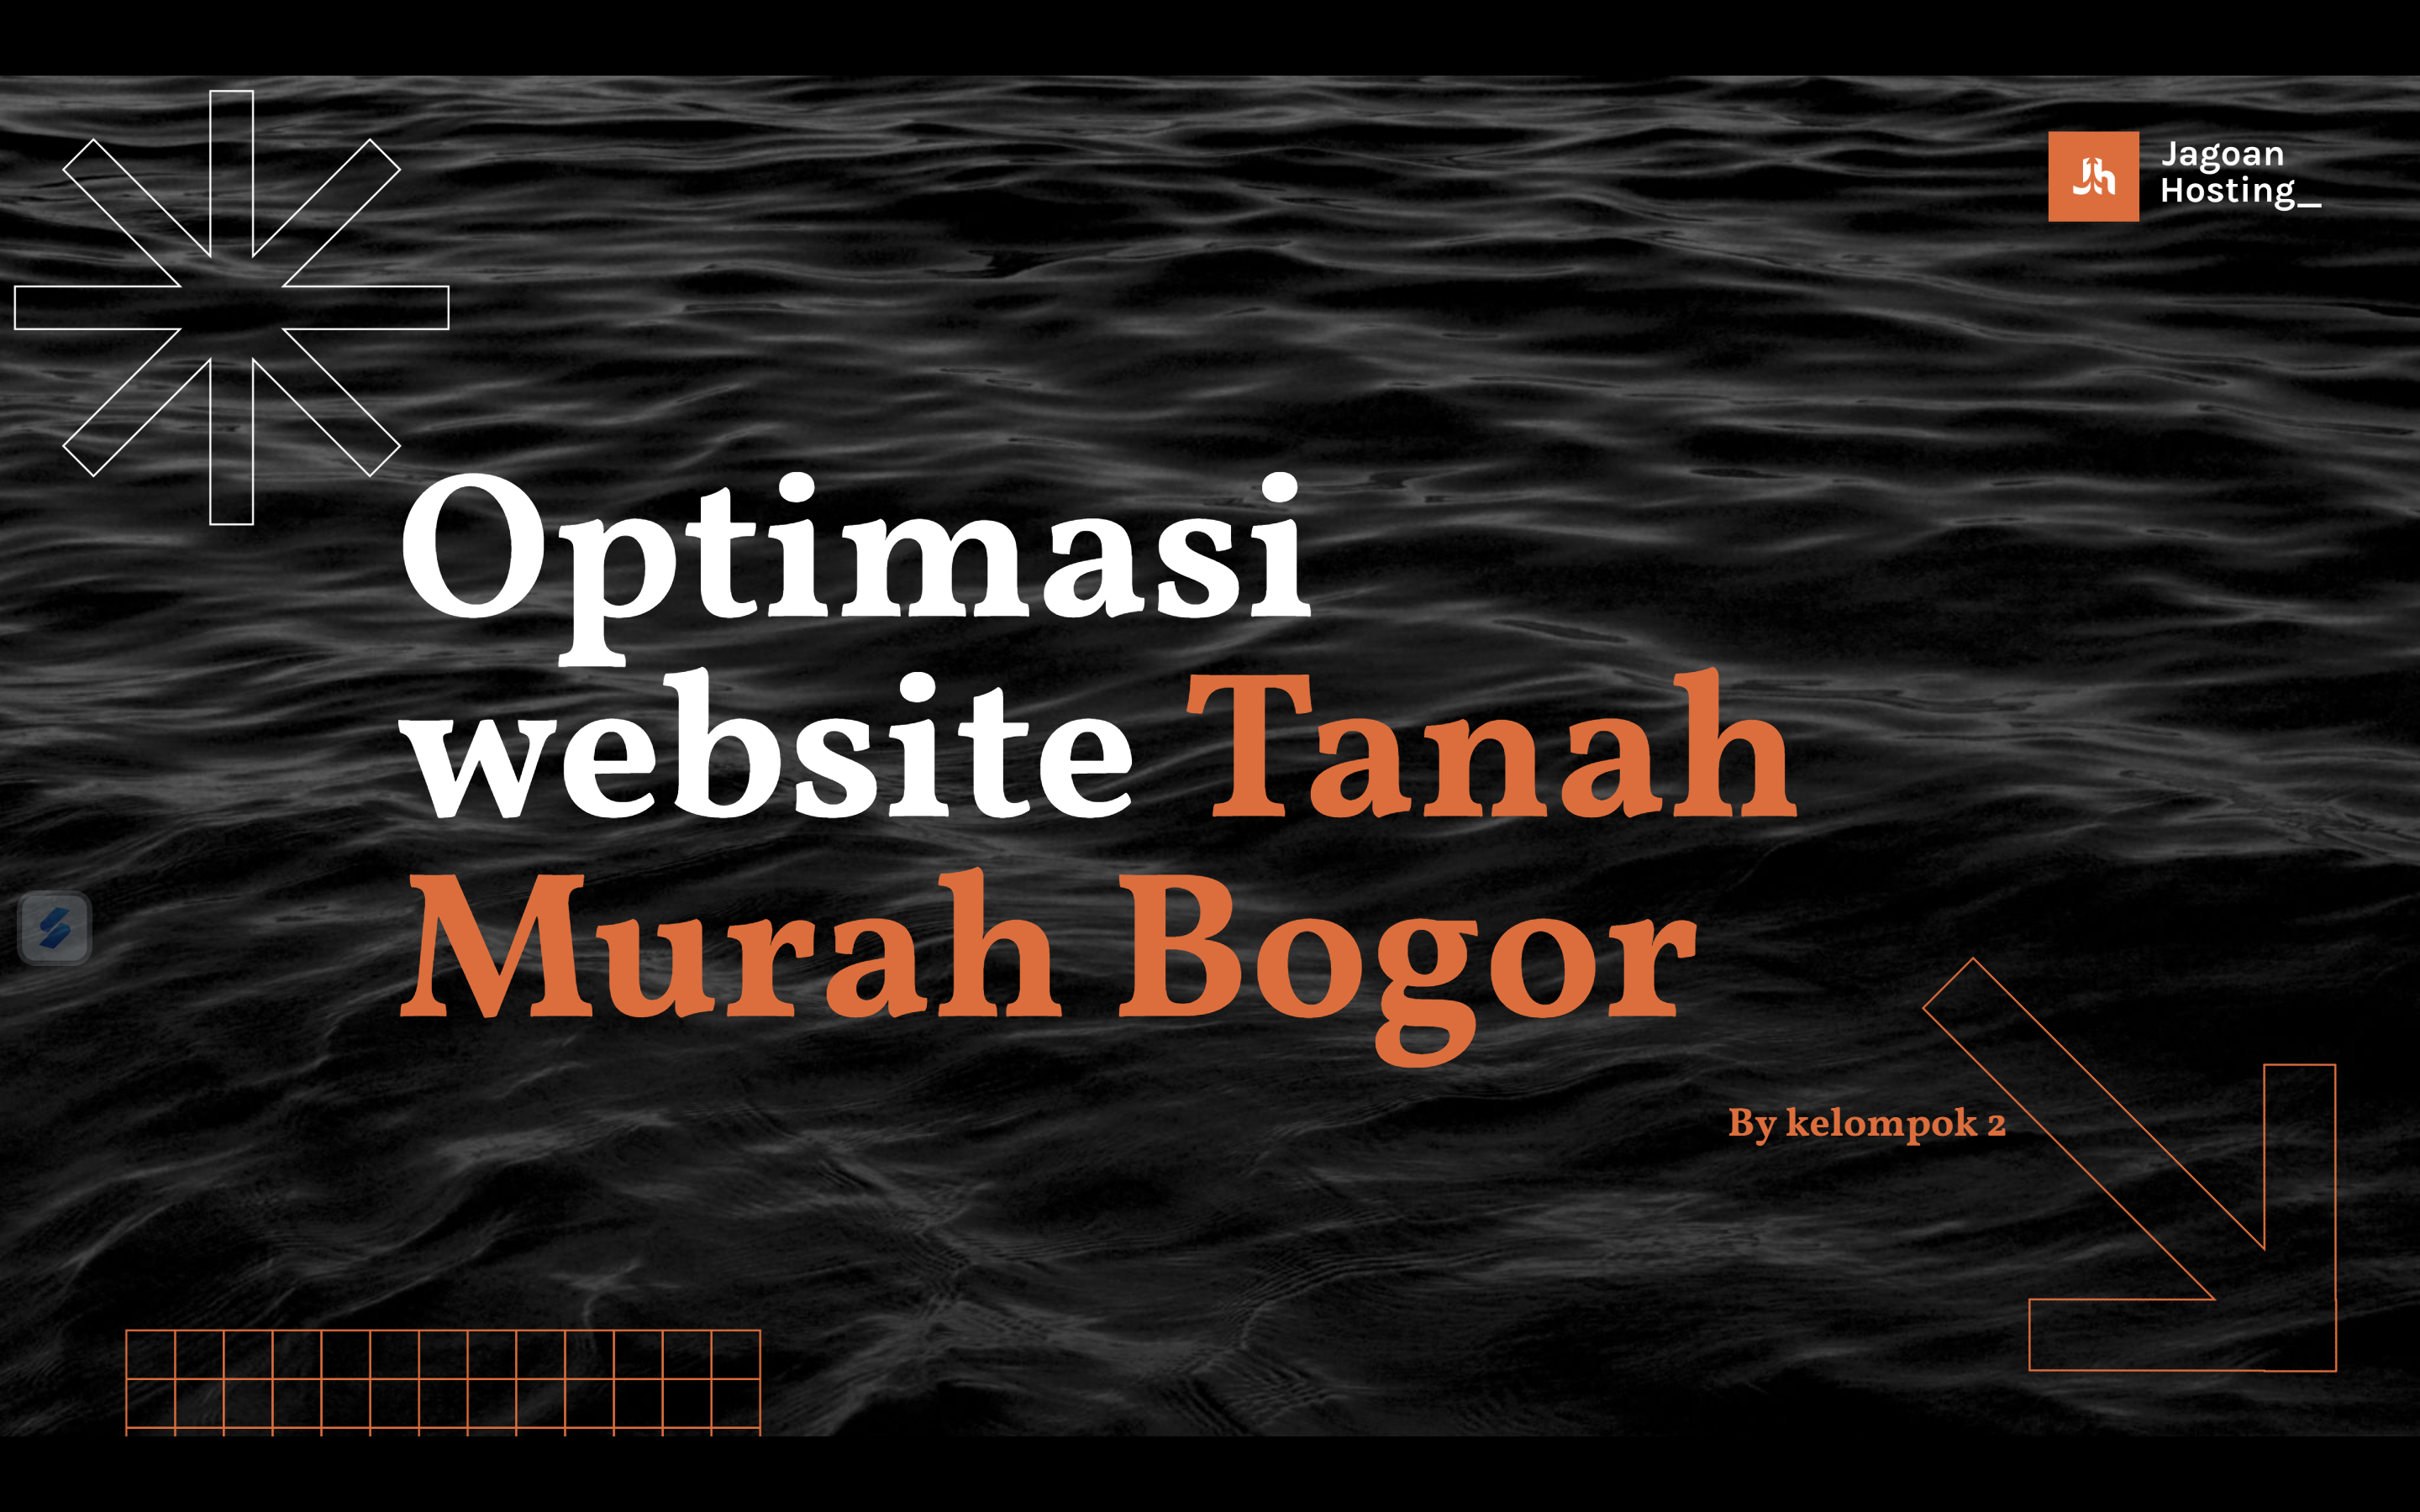 Jagoan
Hosting_
Optimasi
website Tanah
Murah Bogor
By kelompok 2